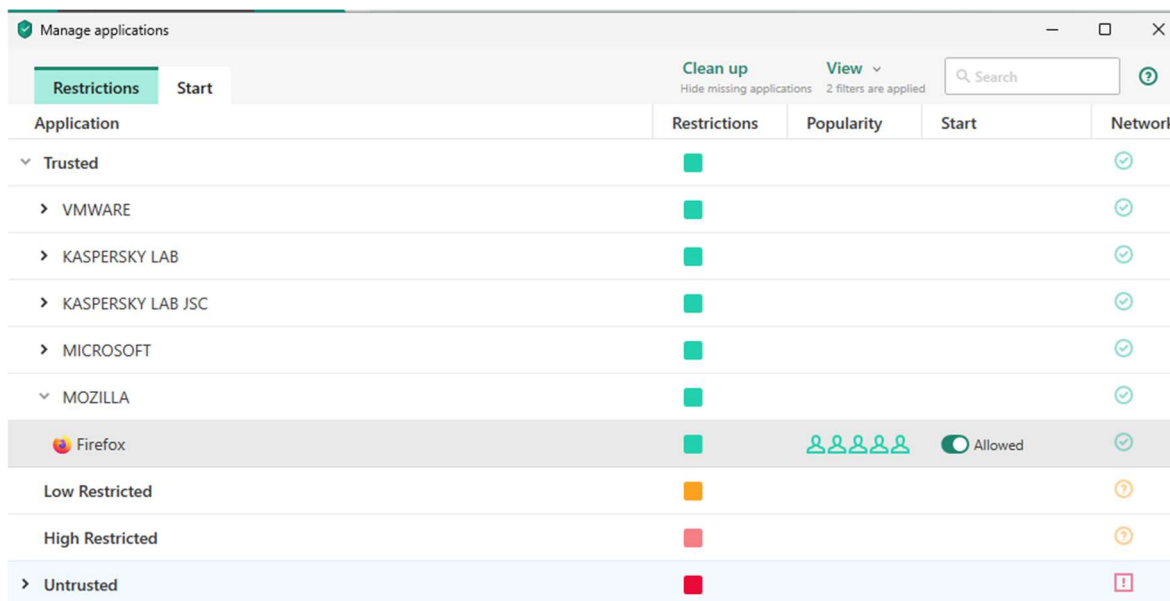 Manage applications
Restrictions Start
Clean up View
Hide missing applications 2 filters are applied
Search
Application Restrictions Popularity Start Network
Trusted
VMWARE
KASPERSKY LAB
KASPERSKY LAB JSC
MICROSOFT
MOZILLA
Firefox Allowed
Low Restricted
High Restricted
Untrusted